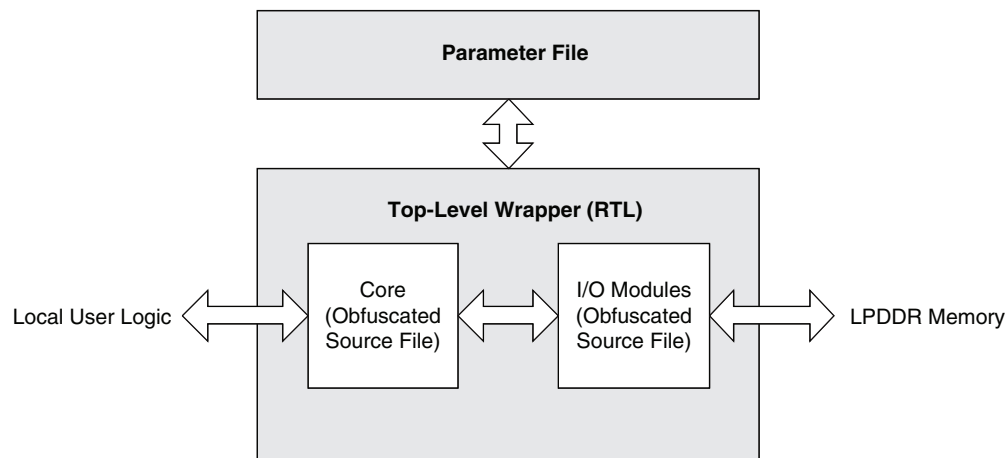 Parameter File
Top-Level Wrapper (RTL)
Local User Logic
Core
(Obfuscated
Source File)
I/O Modules
(Obfuscated
Source File)
LPDDR Memory